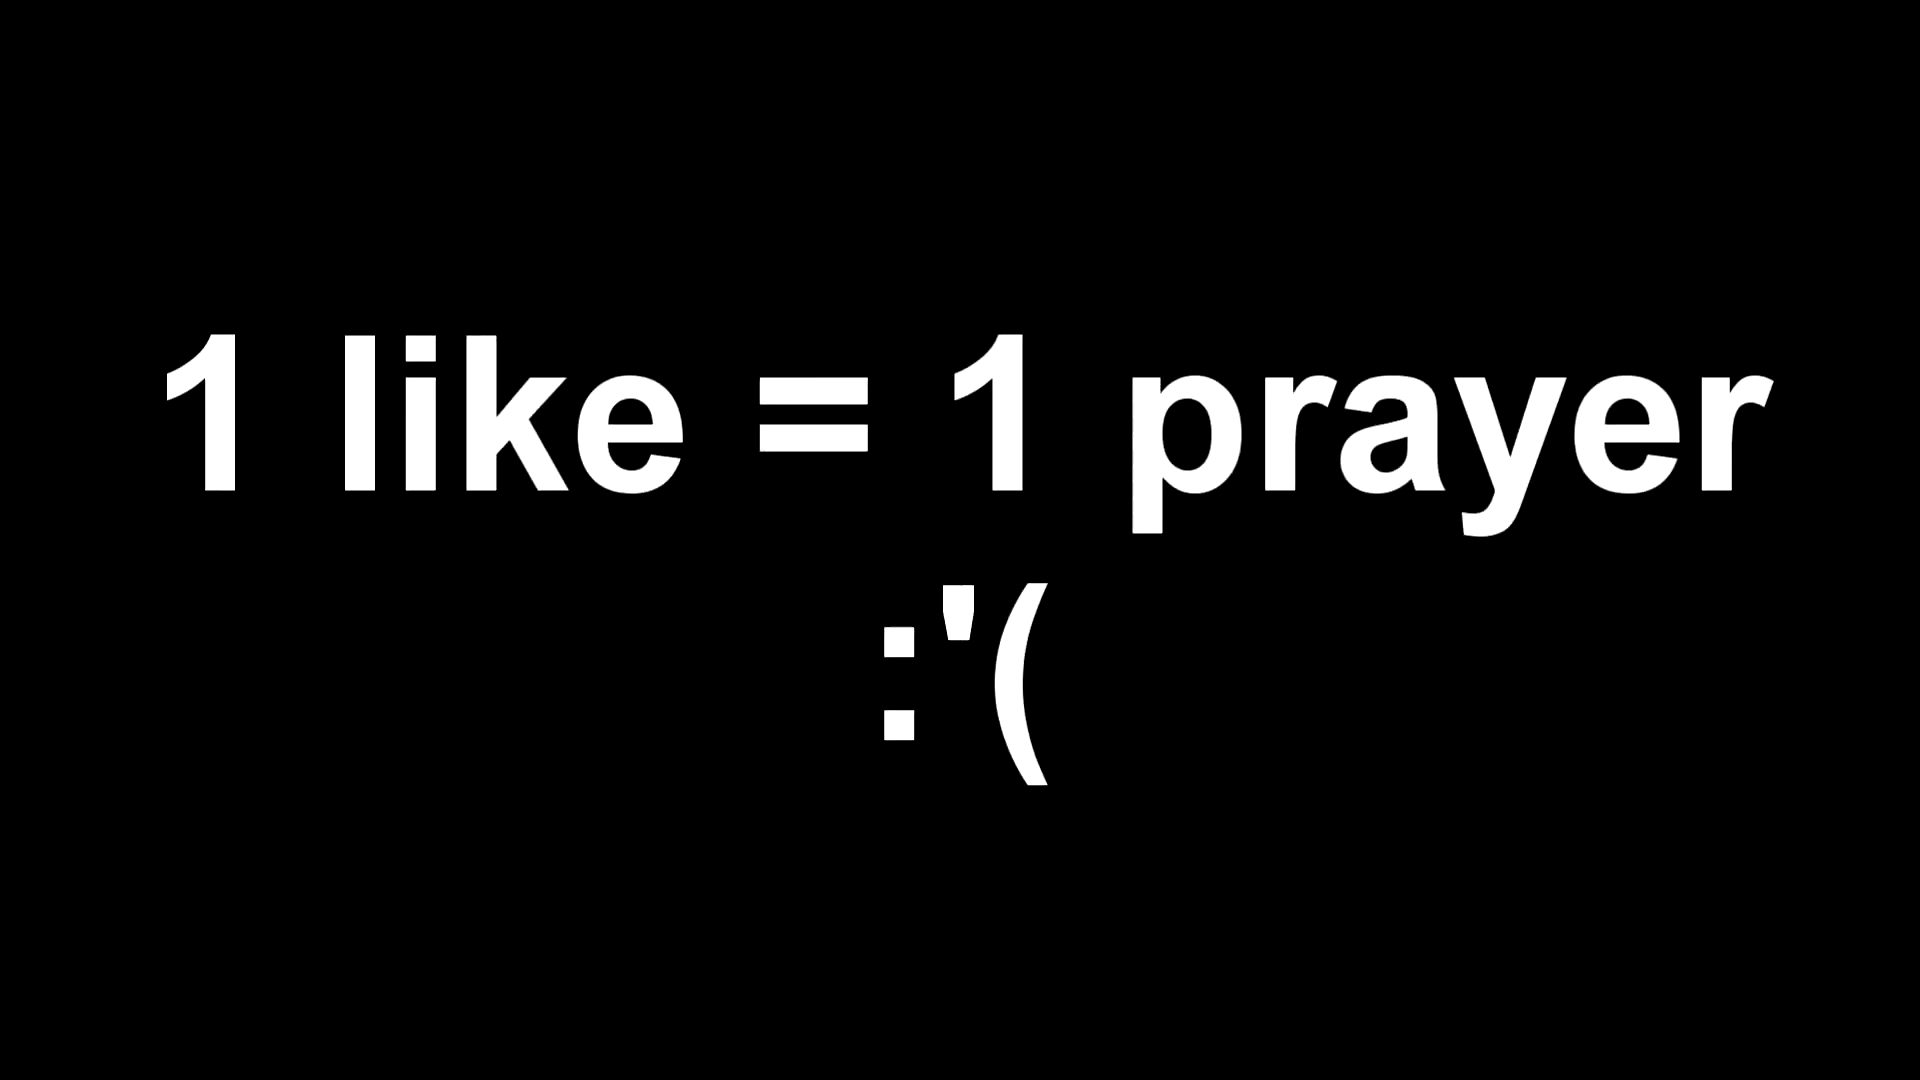 1 like = 1 prayer
:'(